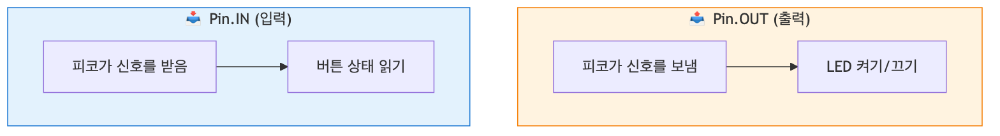 📥 Pin.IN (입력)
피코가 신호를 받음
버튼 상태 읽기
📤 Pin.OUT (출력)
피코가 신호를 보냄
LED 켜기/끄기